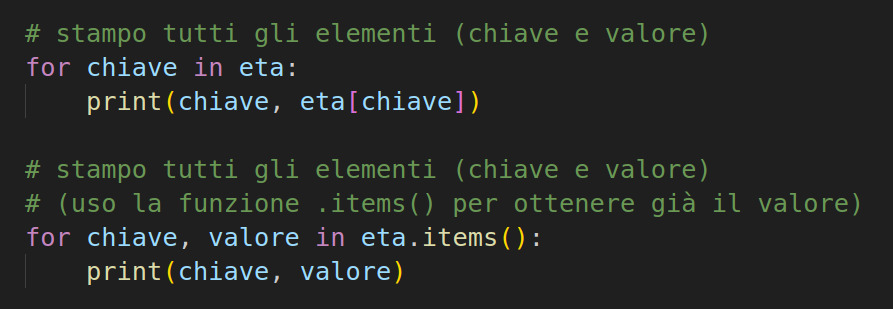 # stampo tutti gli elementi (chiave e valore)
for chiave in eta:
    print(chiave, eta[chiave])

# stampo tutti gli elementi (chiave e valore)
# (uso la funzione .items() per ottenere già il valore)
for chiave, valore in eta.items():
    print(chiave, valore)